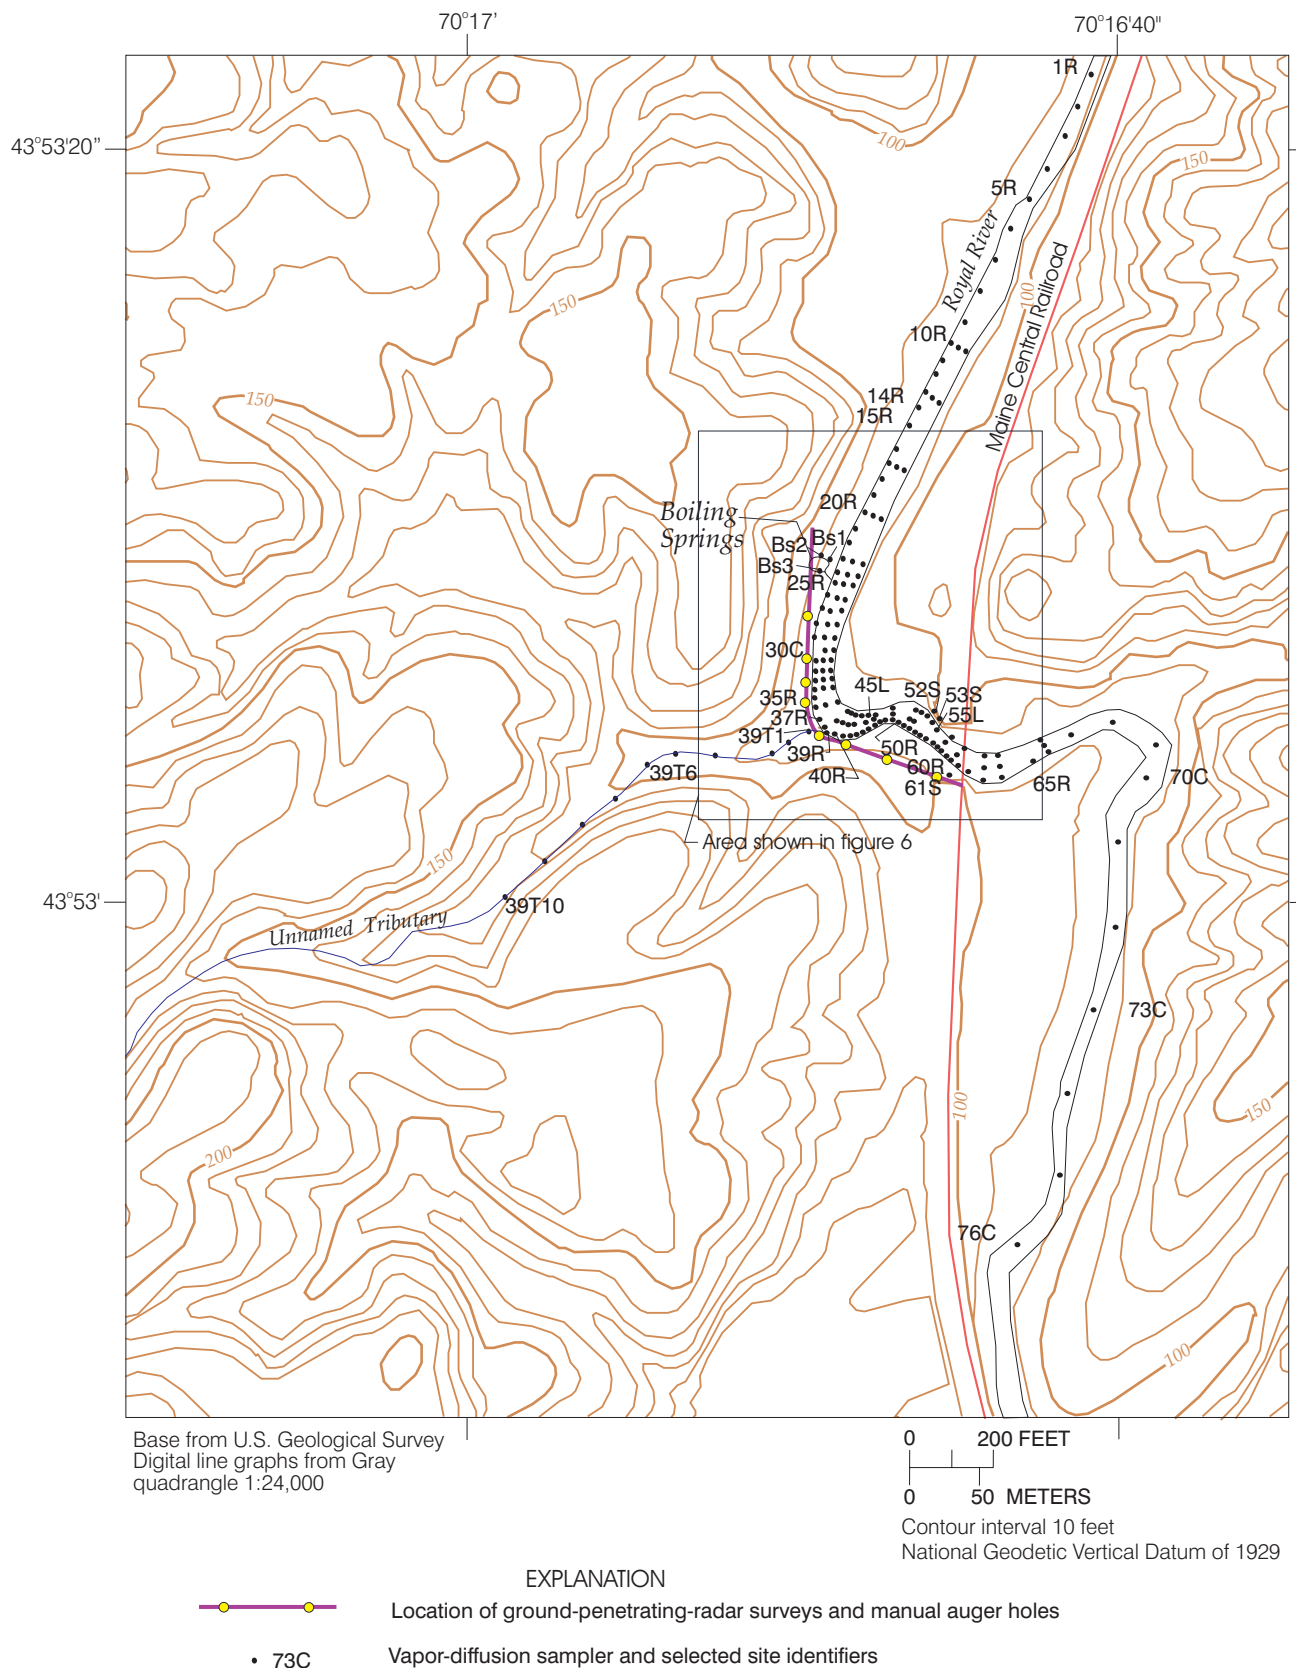 70°17'
70°16'40"
1R
43°53'20"
100
150
5R
Royal River
100
150
10R
Maine Central Railroad
150
14R
15R
20R
Boiling
Springs
Bs1
Bs2
Bs3
25R
30C
45L
52S
53S
35R
55L
37R
39T1
50R
39R
60R
39T6
40R
61S
65R
70C
Area shown in figure 6
150
43°53'
39T10
Unnamed Tributary
73C
100
150
200
76C
100
Base from U.S. Geological Survey
Digital line graphs from Gray
quadrangle 1:24,000
0 200 FEET
0 50 METERS
Contour interval 10 feet
National Geodetic Vertical Datum of 1929
EXPLANATION
Location of ground-penetrating-radar surveys and manual auger holes
73C Vapor-diffusion sampler and selected site identifiers